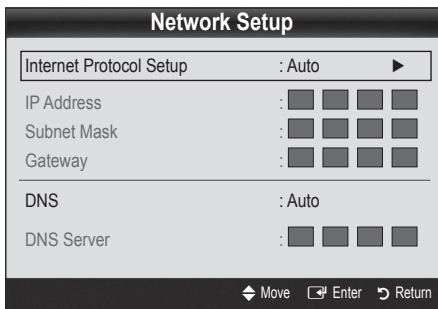 Network Setup
Internet Protocol Setup : Auto ▶
IP Address :
Subnet Mask :
Gateway :
DNS : Auto
DNS Server :
Move Enter Return